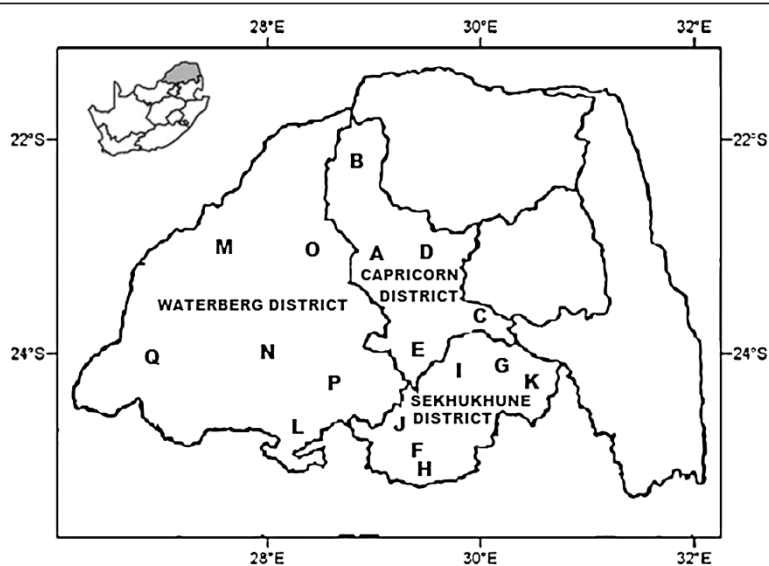 28°E 30°E 32°E
22°S 22°S
B
M O A D
CAPRICORN
DISTRICT
WATERBERG DISTRICT
C
24°S 24°S
Q N E
I G
P K
SEKHUKHUNE
DISTRICT
L J
F
H
28°E 30°E 32°E